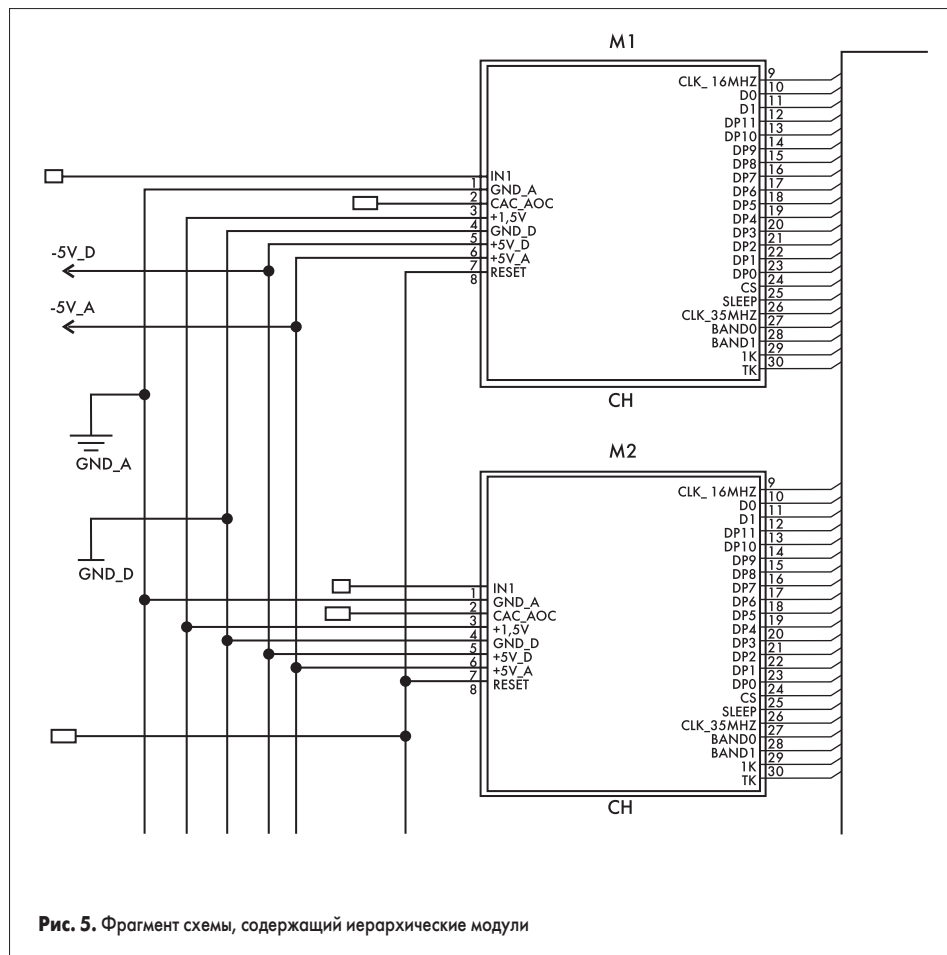 M1
CLK_ 16MHZ 9
D0 10
D1 11
DP11 12
DP10 13
DP9 14
DP8 15
DP7 16
DP6 17
DP5 18
DP4 19
DP3 20
DP2 21
DP1 22
DP0 23
CS 24
SLEEP 25
CLK_35MHZ 26
BAND0 27
BAND1 28
1K 29
TK 30
1 IN1
2 GND_A
3 CAC_AOC
4 +1,5V
5 GND_D
6 +5V_D
7 +5V_A
8 RESET
CH
-5V_D
-5V_A
GND_A
GND_D
M2
CLK_ 16MHZ 9
D0 10
D1 11
DP11 12
DP10 13
DP9 14
DP8 15
DP7 16
DP6 17
DP5 18
DP4 19
DP3 20
DP2 21
DP1 22
DP0 23
CS 24
SLEEP 25
CLK_35MHZ 26
BAND0 27
BAND1 28
1K 29
TK 30
1 IN1
2 GND_A
3 CAC_AOC
4 +1,5V
5 GND_D
6 +5V_D
7 +5V_A
8 RESET
CH
Рис. 5. Фрагмент схемы, содержащий иерархические модули